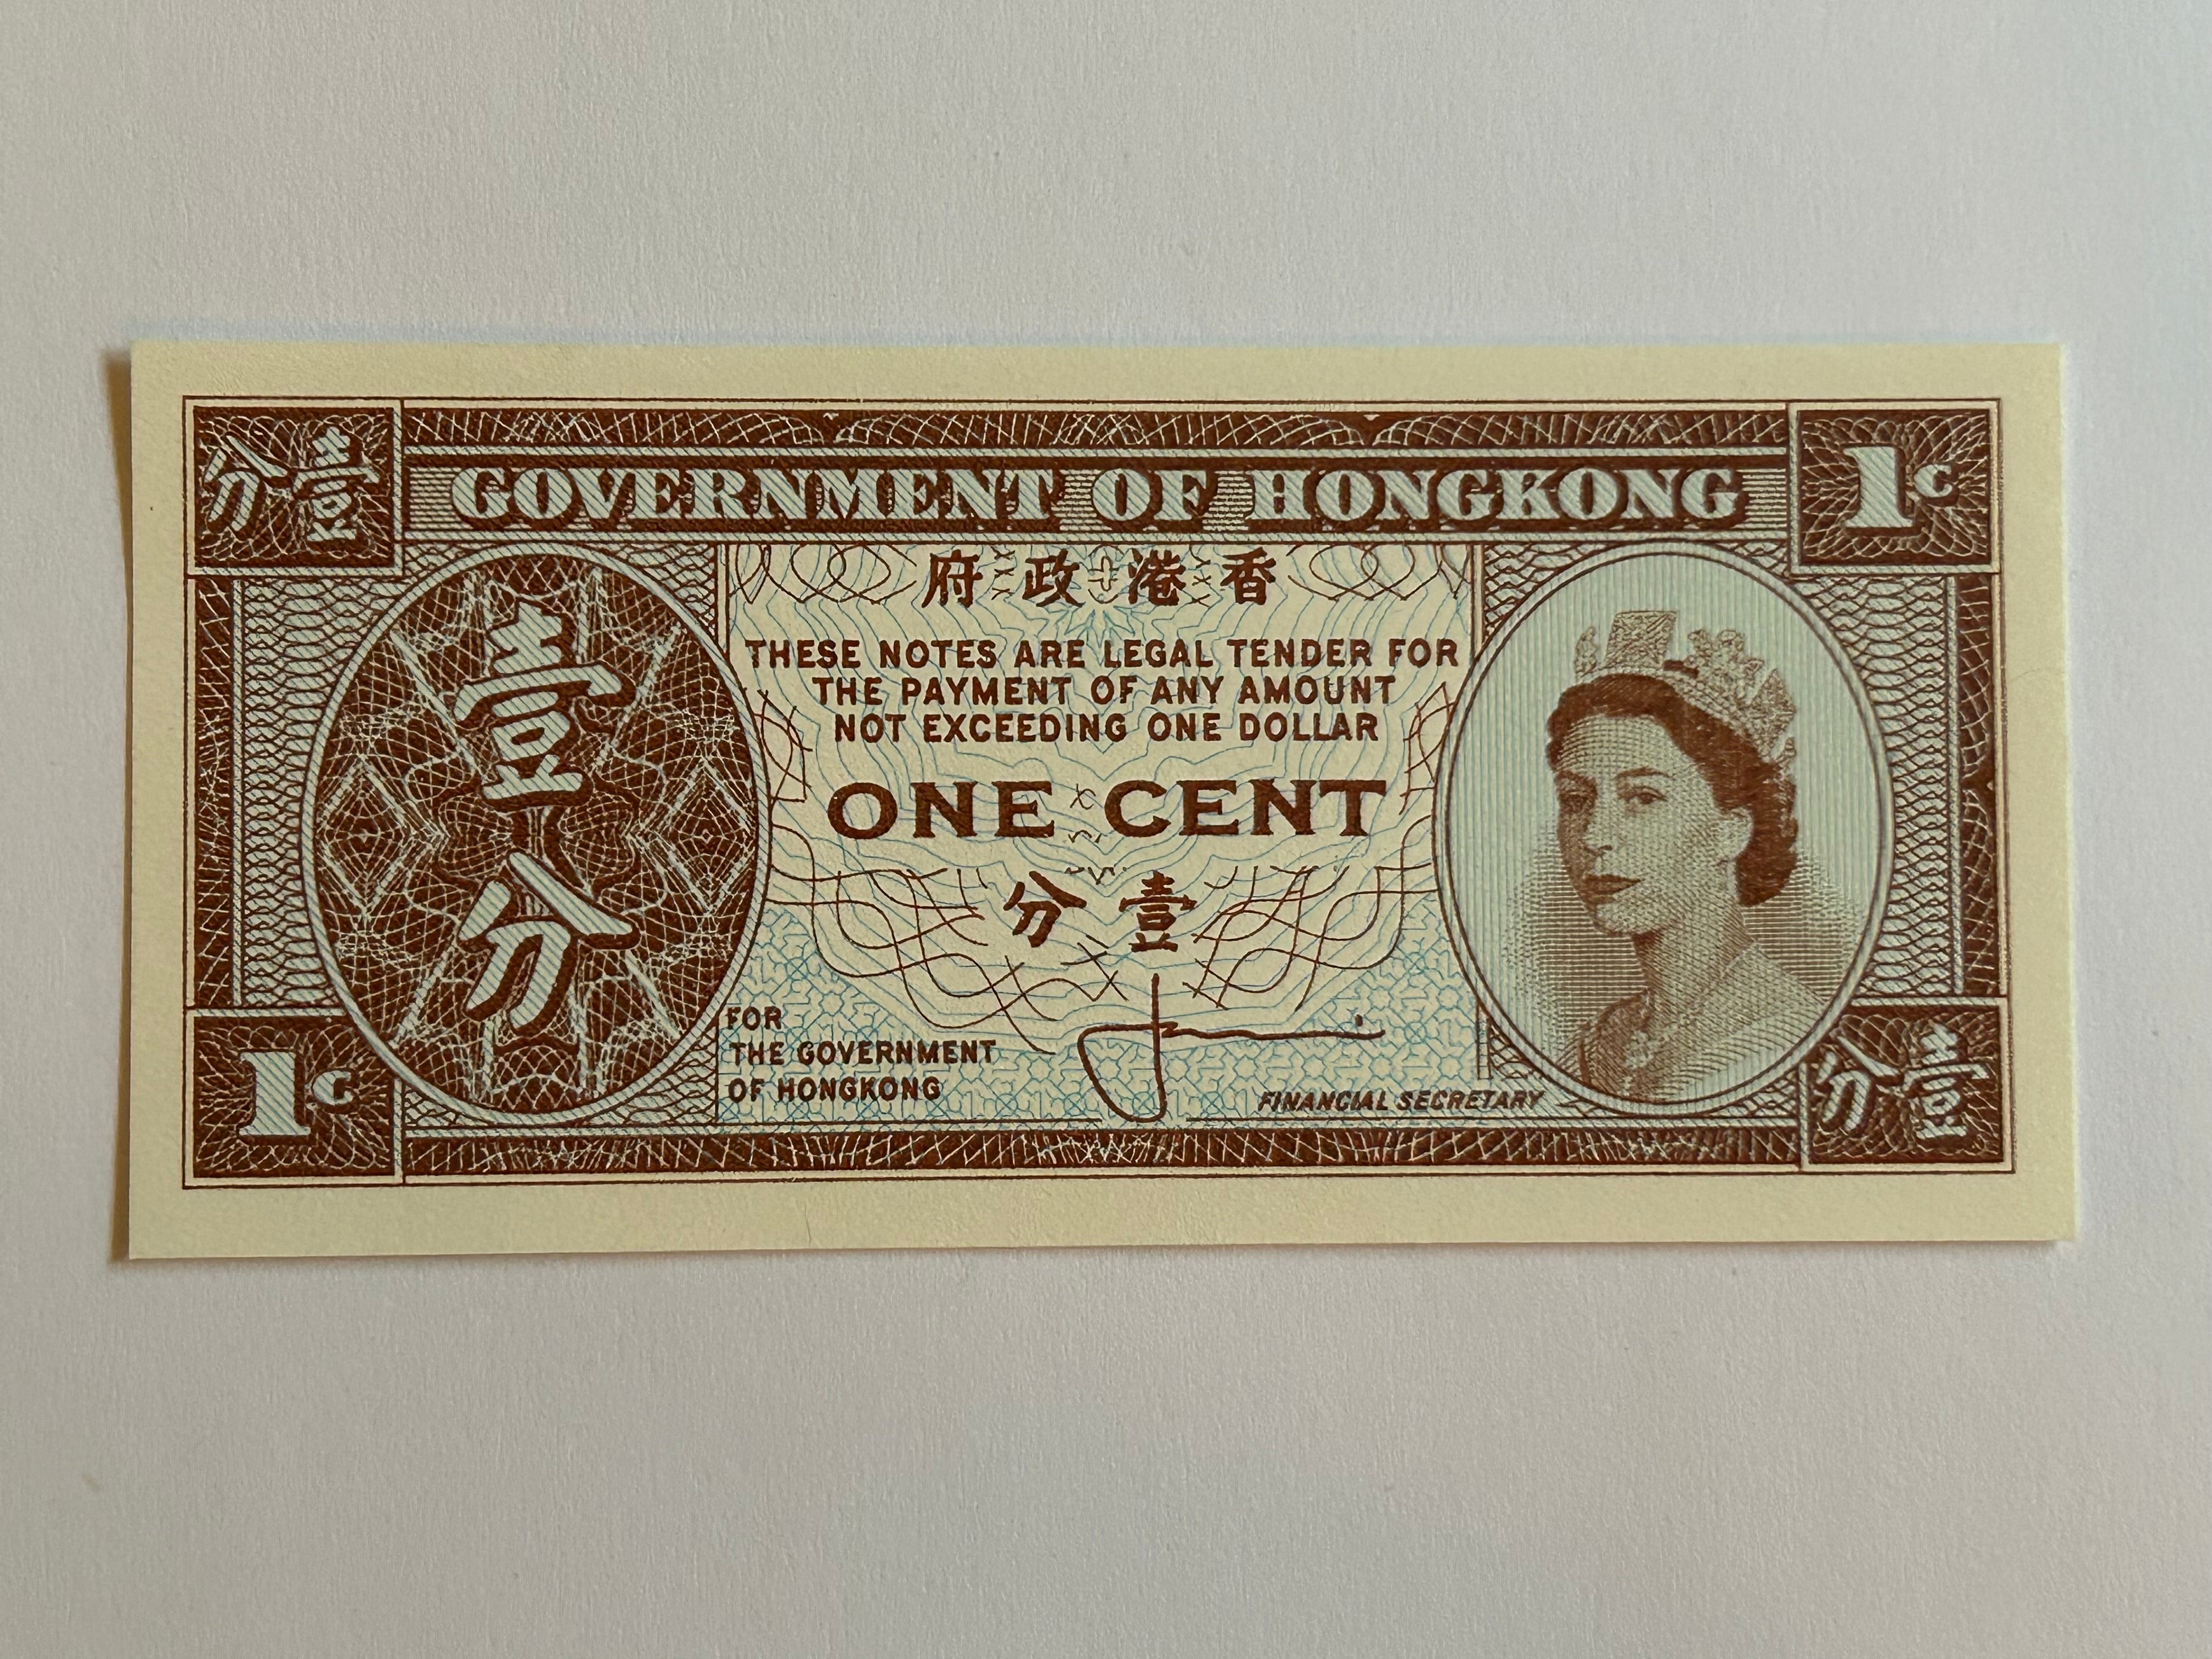 分壹
GOVERNMENT OF HONGKONG
1¢
府政港香
THESE NOTES ARE LEGAL TENDER FOR
THE PAYMENT OF ANY AMOUNT
NOT EXCEEDING ONE DOLLAR
壹
分
ONE CENT
分壹
FOR
THE GOVERNMENT
OF HONGKONG
FINANCIAL SECRETARY
1¢
分壹